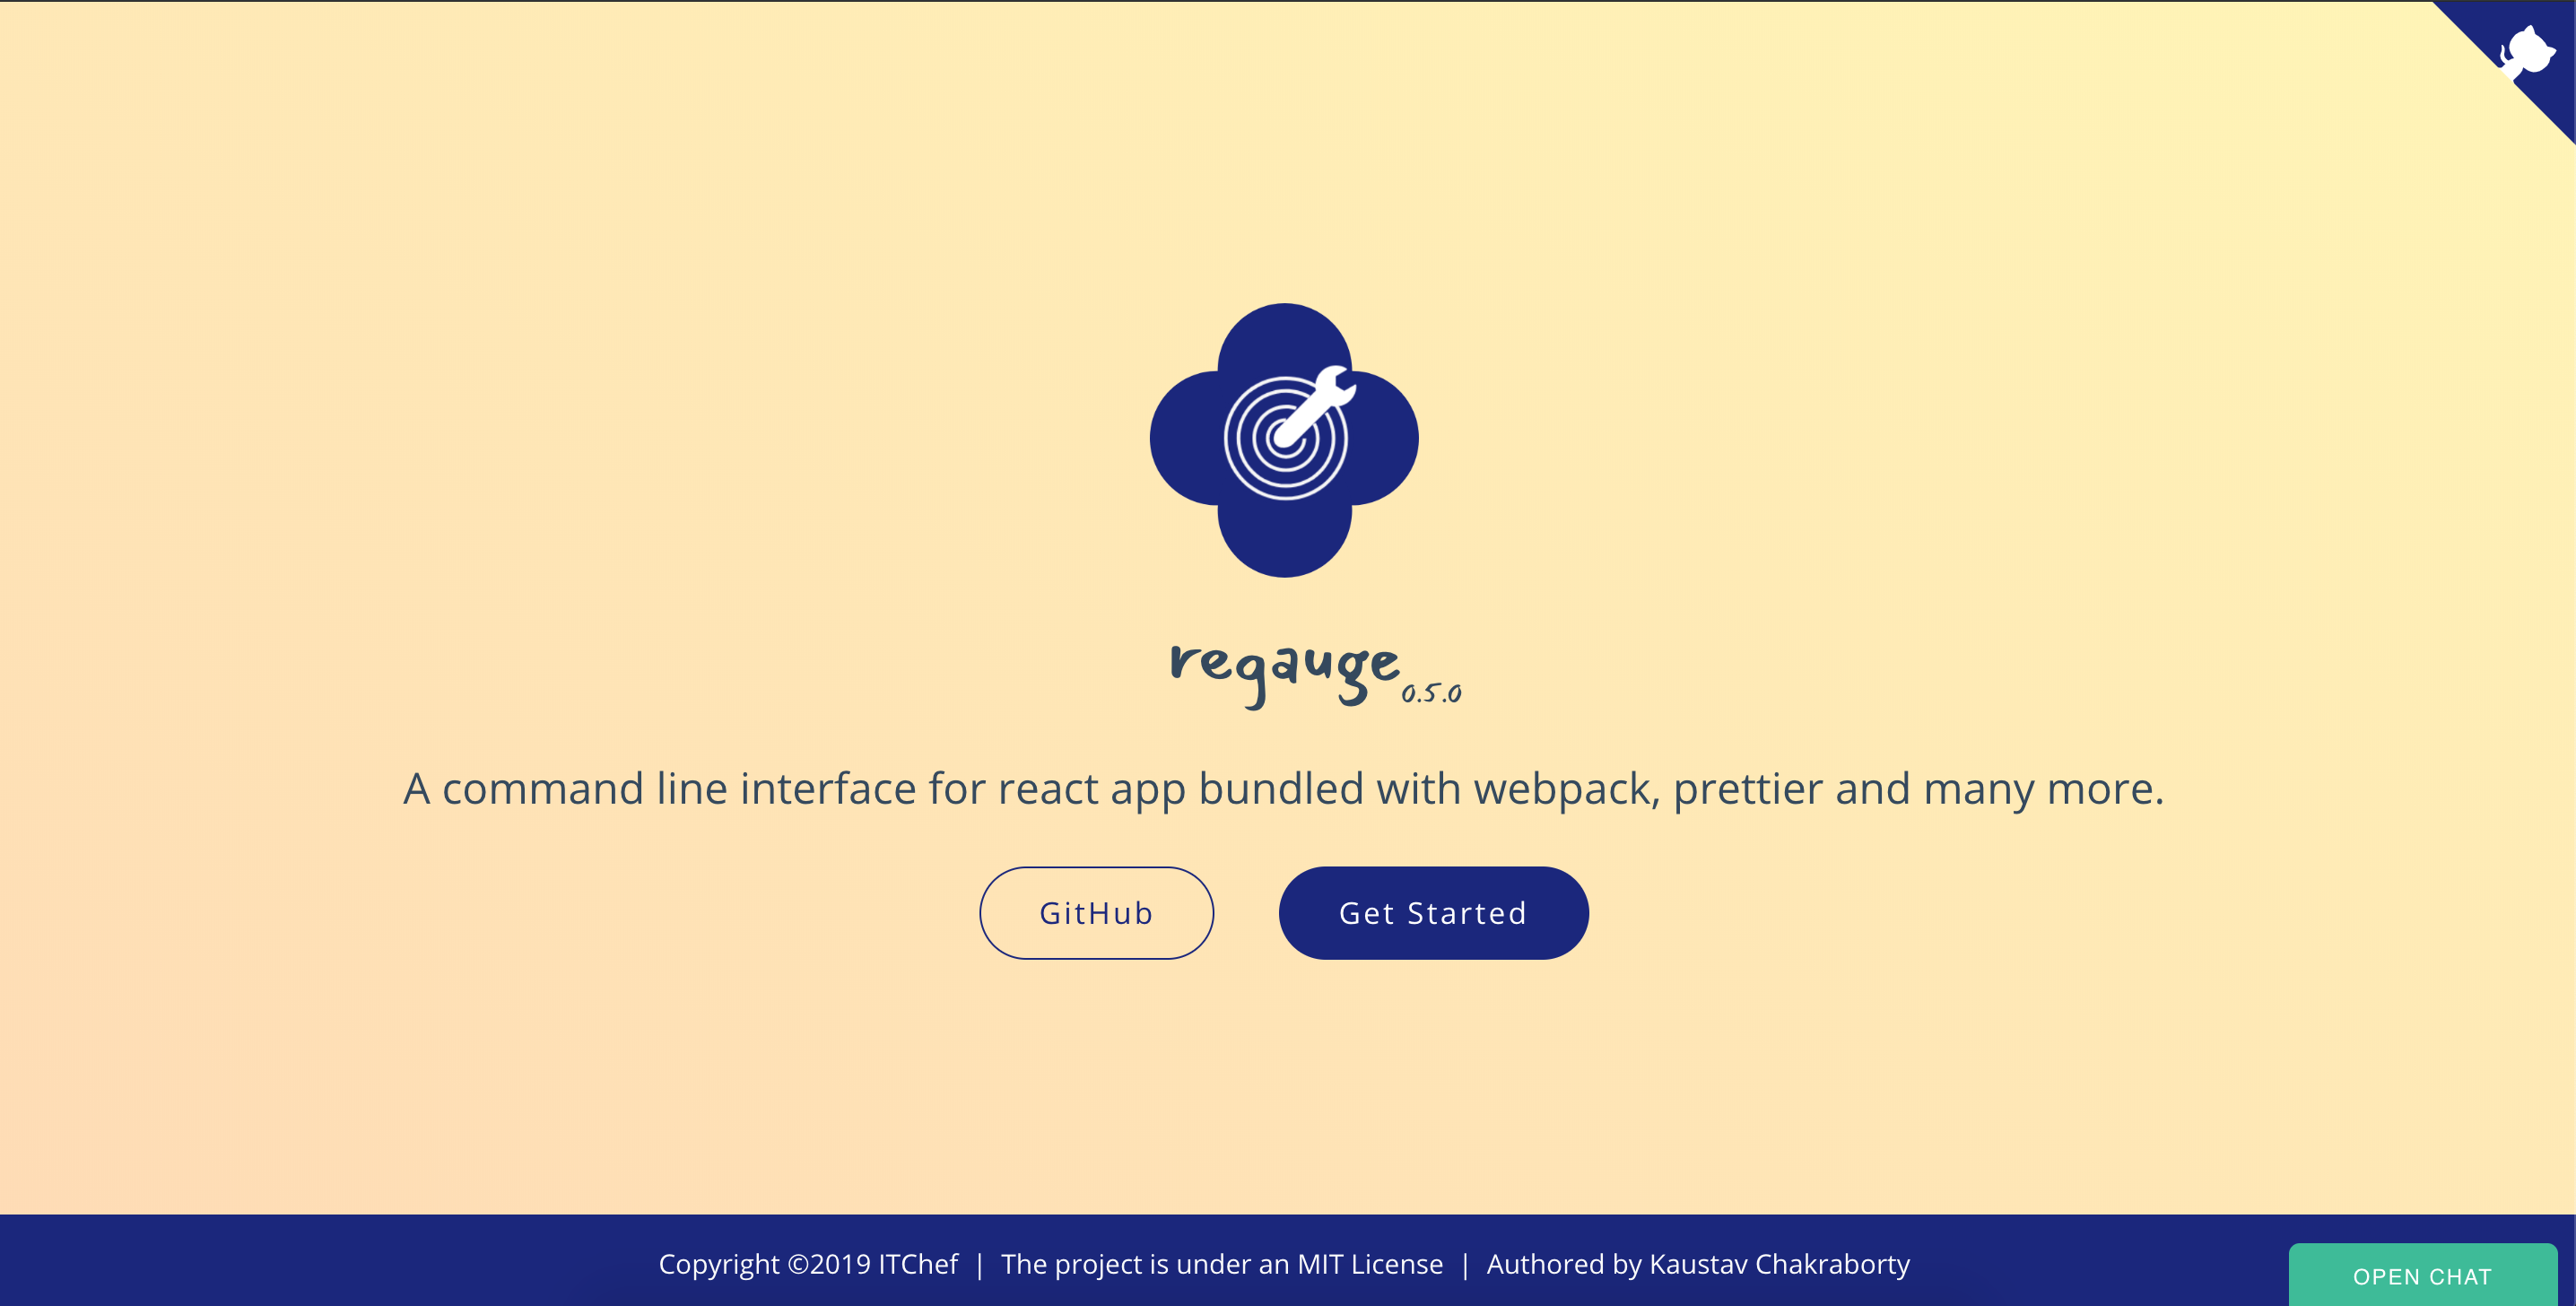 regauge 0.5.0
A command line interface for react app bundled with webpack, prettier and many more.
GitHub
Get Started
Copyright ©2019 ITChef | The project is under an MIT License | Authored by Kaustav Chakraborty
OPEN CHAT